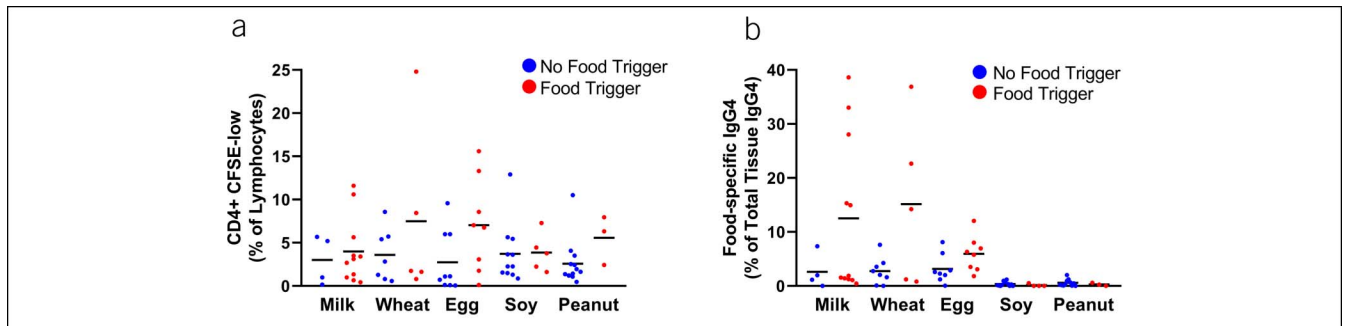 a
CD4+ CFSE-low
(% of Lymphocytes)
25
20
15
10
5
0
No Food Trigger
Food Trigger
Milk Wheat Egg Soy Peanut
b
Food-specific IgG4
(% of Total Tissue IgG4)
40
30
20
10
0
No Food Trigger
Food Trigger
Milk Wheat Egg Soy Peanut